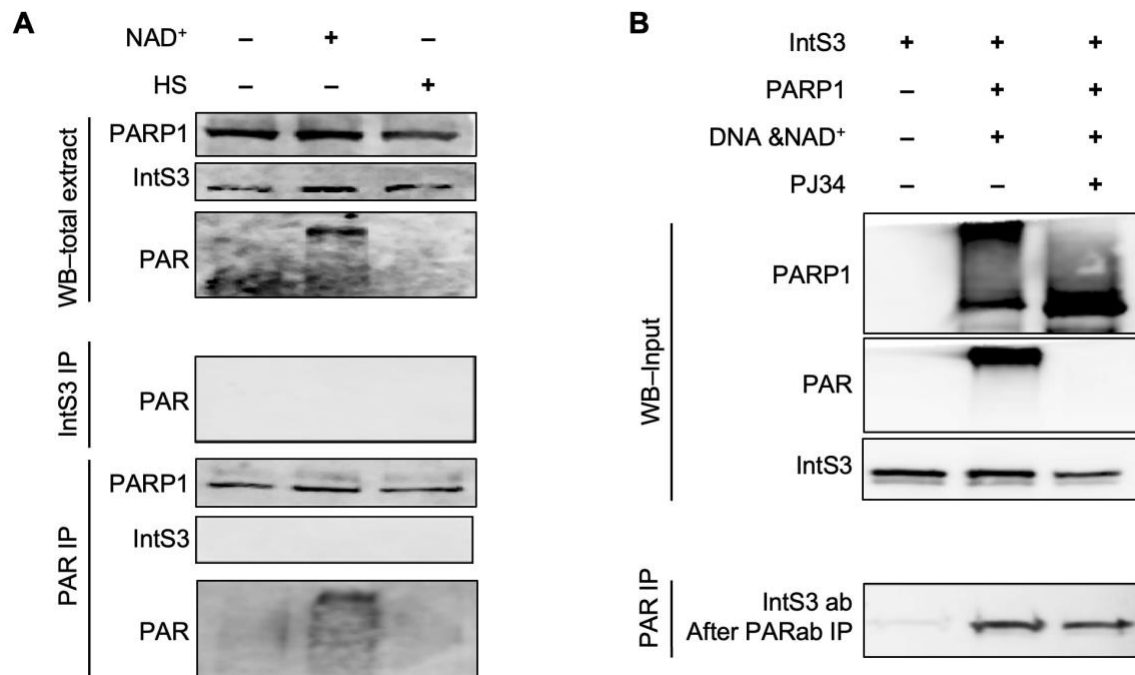 A
NAD⁺ – + –
HS – – +
WB–total extract
PARP1
IntS3
PAR
IntS3 IP
PAR
PAR IP
PARP1
IntS3
PAR
B
IntS3 + + +
PARP1 – + +
DNA &NAD⁺ – + +
PJ34 – – +
WB–Input
PARP1
PAR
IntS3
PAR IP
IntS3 ab
After PARab IP